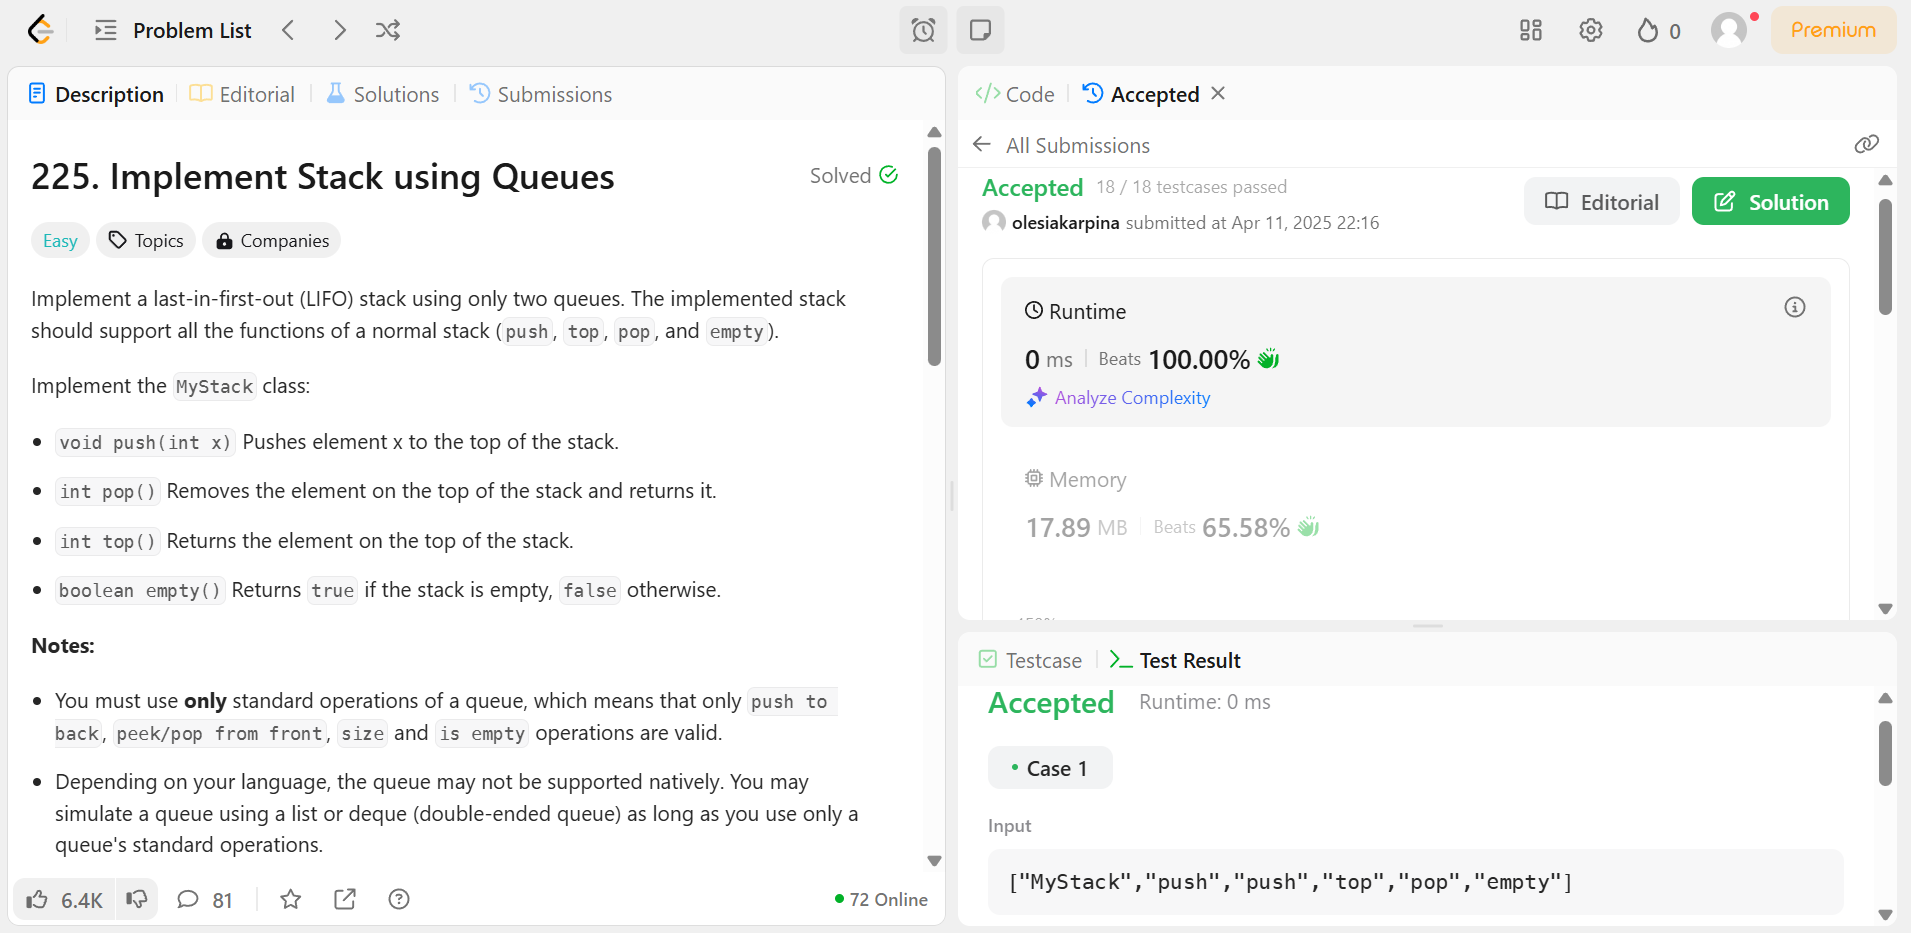 Problem List
0
Premium
Description
Editorial
Solutions
Submissions
225. Implement Stack using Queues
Solved
Easy
Topics
Companies
Implement a last-in-first-out (LIFO) stack using only two queues. The implemented stack
should support all the functions of a normal stack (push, top, pop, and empty).
Implement the MyStack class:
• void push(int x) Pushes element x to the top of the stack.
• int pop() Removes the element on the top of the stack and returns it.
• int top() Returns the element on the top of the stack.
• boolean empty() Returns true if the stack is empty, false otherwise.
Notes:
• You must use only standard operations of a queue, which means that only push to
back, peek/pop from front, size and is empty operations are valid.
• Depending on your language, the queue may not be supported natively. You may
simulate a queue using a list or deque (double-ended queue) as long as you use only a
queue's standard operations.
6.4K
81
72 Online
</> Code
Accepted
All Submissions
Accepted 18 / 18 testcases passed
olesiakarpina submitted at Apr 11, 2025 22:16
Editorial
Solution
Runtime
0 ms Beats 100.00%
Analyze Complexity
Memory
17.89 MB Beats 65.58%
Testcase
Test Result
Accepted Runtime: 0 ms
• Case 1
Input
["MyStack","push","push","top","pop","empty"]